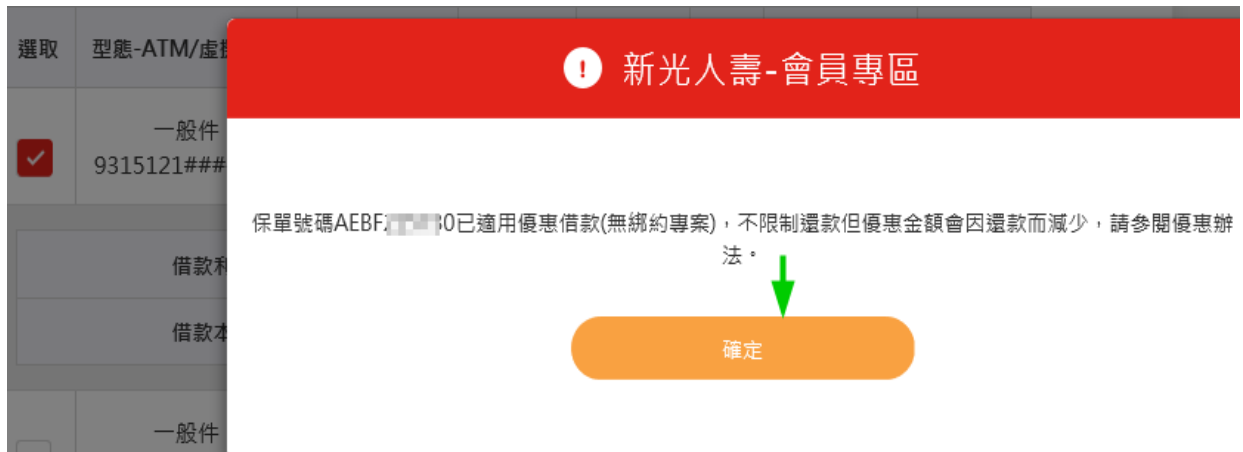 選取
型態-ATM/虛
新光人壽-會員專區
一般件
9315121###
保單號碼AEBF 0已適用優惠借款(無綁約專案)，不限制還款但優惠金額會因還款而減少，請參閱優惠辦
法。
借款利
借款本
確定
一般件